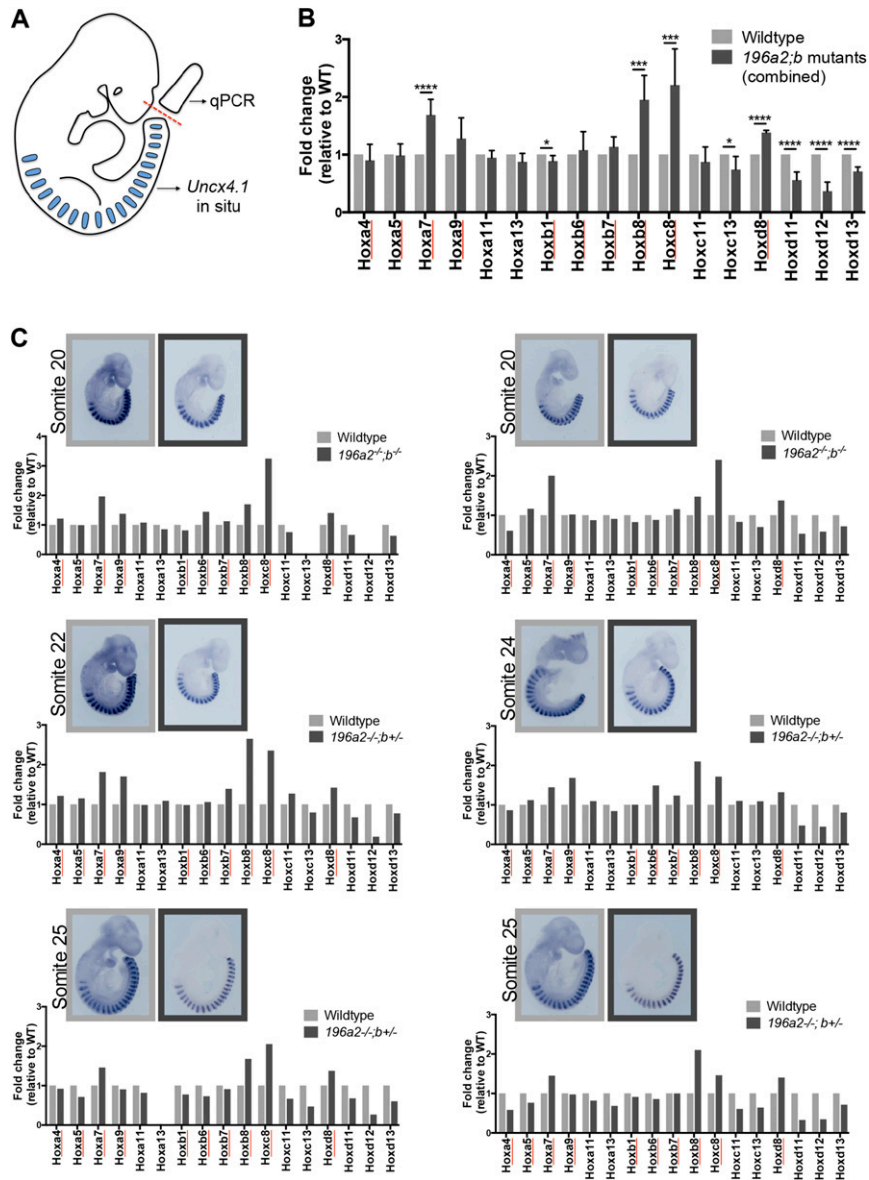 A
qPCR
Uncx4.1
in situ
B
Fold change
(relative to WT)
3
2
1
0
Wildtype
196a2;b mutants
(combined)
****
*
***
***
*
****
****
****
****
Hoxa4
Hoxa5
Hoxa7
Hoxa9
Hoxa11
Hoxa13
Hoxb1
Hoxb6
Hoxb7
Hoxb8
Hoxc8
Hoxc11
Hoxc13
Hoxd8
Hoxd11
Hoxd12
Hoxd13
C
Somite 20
Wildtype
196a2-/-;b-/-
Fold change
(relative to WT)
4
3
2
1
0
Hoxa4
Hoxa5
Hoxa7
Hoxa9
Hoxa11
Hoxa13
Hoxb1
Hoxb6
Hoxb7
Hoxb8
Hoxc8
Hoxc11
Hoxc13
Hoxd8
Hoxd11
Hoxd12
Hoxd13
Somite 20
Wildtype
196a2-/-;b-/-
Fold change
(relative to WT)
3
2
1
0
Hoxa4
Hoxa5
Hoxa7
Hoxa9
Hoxa11
Hoxa13
Hoxb1
Hoxb6
Hoxb7
Hoxb8
Hoxc8
Hoxc11
Hoxc13
Hoxd8
Hoxd11
Hoxd12
Hoxd13
Somite 22
Wildtype
196a2-/-;b+/-
Fold change
(relative to WT)
3
2
1
0
Hoxa4
Hoxa5
Hoxa7
Hoxa9
Hoxa11
Hoxa13
Hoxb1
Hoxb6
Hoxb7
Hoxb8
Hoxc8
Hoxc11
Hoxc13
Hoxd8
Hoxd11
Hoxd12
Hoxd13
Somite 24
Wildtype
196a2-/-;b+/-
Fold change
(relative to WT)
3
2
1
0
Hoxa4
Hoxa5
Hoxa7
Hoxa9
Hoxa11
Hoxa13
Hoxb1
Hoxb6
Hoxb7
Hoxb8
Hoxc8
Hoxc11
Hoxc13
Hoxd8
Hoxd11
Hoxd12
Hoxd13
Somite 25
Wildtype
196a2-/-;b+/-
Fold change
(relative to WT)
3
2
1
0
Hoxa4
Hoxa5
Hoxa7
Hoxa9
Hoxa11
Hoxa13
Hoxb1
Hoxb6
Hoxb7
Hoxb8
Hoxc8
Hoxc11
Hoxc13
Hoxd8
Hoxd11
Hoxd12
Hoxd13
Somite 25
Wildtype
196a2-/-; b+/-
Fold change
(relative to WT)
3
2
1
0
Hoxa4
Hoxa5
Hoxa7
Hoxa9
Hoxa11
Hoxa13
Hoxb1
Hoxb6
Hoxb7
Hoxb8
Hoxc8
Hoxc11
Hoxc13
Hoxd8
Hoxd11
Hoxd12
Hoxd13